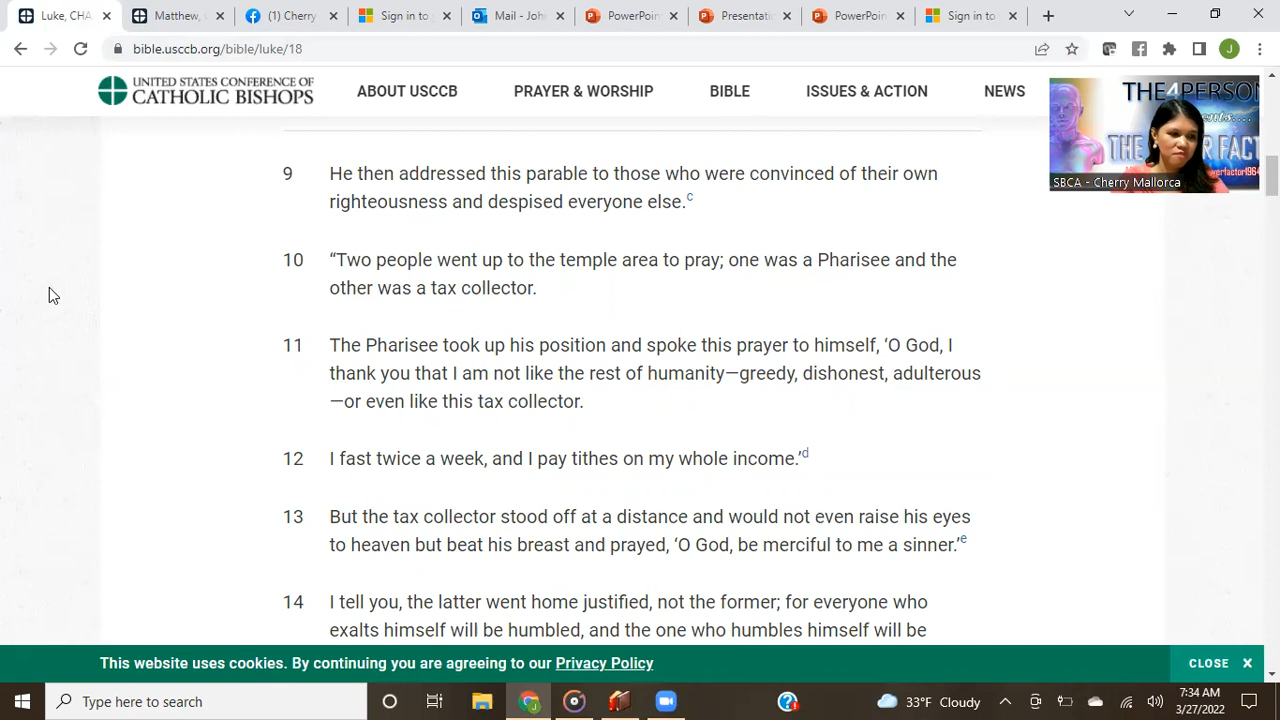 Luke, CHA
Matthew, 
(1) Cherry
Sign in to
Mail - Joh
PowerPoin
Presentati
PowerPoin
Sign in to
bible.usccb.org/bible/luke/18
J
UNITED STATES CONFERENCE OF
CATHOLIC BISHOPS
ABOUT USCCB
PRAYER & WORSHIP
BIBLE
ISSUES & ACTION
NEWS
THE4PERSON
THE
R FAC
SBCA - Cherry Mallorca
werfactor1964
9 He then addressed this parable to those who were convinced of their own
righteousness and despised everyone else.c
10 “Two people went up to the temple area to pray; one was a Pharisee and the
other was a tax collector.
11 The Pharisee took up his position and spoke this prayer to himself, ‘O God, I
thank you that I am not like the rest of humanity—greedy, dishonest, adulterous
—or even like this tax collector.
12 I fast twice a week, and I pay tithes on my whole income.’d
13 But the tax collector stood off at a distance and would not even raise his eyes
to heaven but beat his breast and prayed, ‘O God, be merciful to me a sinner.’e
14 I tell you, the latter went home justified, not the former; for everyone who
exalts himself will be humbled, and the one who humbles himself will be
This website uses cookies. By continuing you are agreeing to our Privacy Policy
CLOSE ×
Type here to search
33°F Cloudy
7:34 AM
3/27/2022